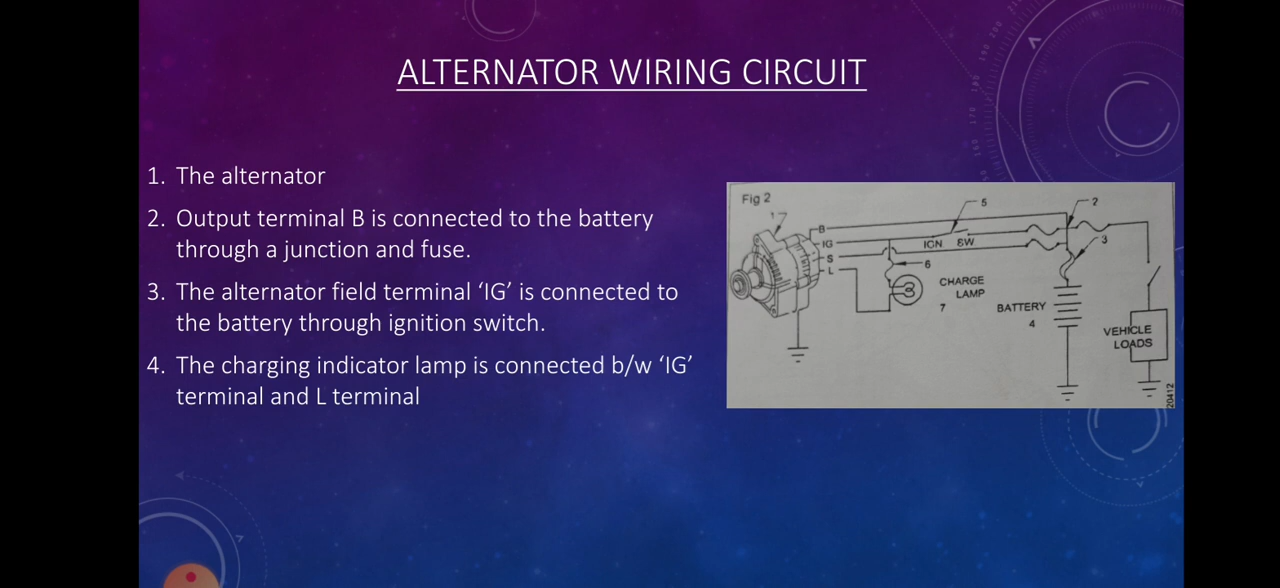 ALTERNATOR WIRING CIRCUIT
1. The alternator
2. Output terminal B is connected to the battery
through a junction and fuse.
3. The alternator field terminal ‘IG’ is connected to
the battery through ignition switch.
4. The charging indicator lamp is connected b/w ‘IG’
terminal and L terminal
Fig 2
1
5
2
B
IG
IGN SW
3
S
L
6
CHARGE
LAMP
7
BATTERY
4
VEHICLE
LOADS
20412